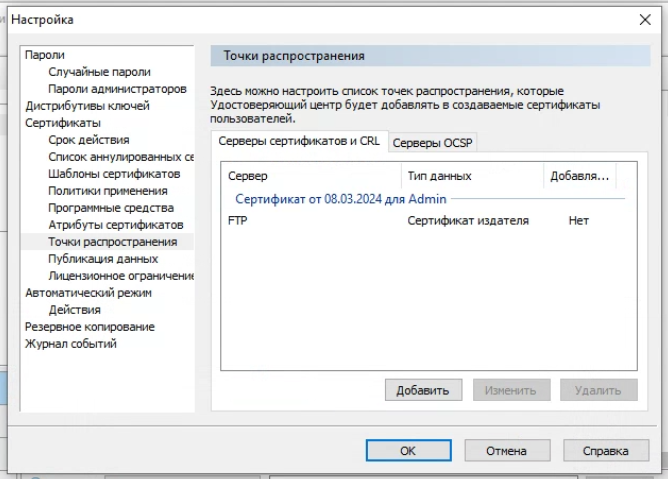 Настройка
Пароли
Случайные пароли
Пароли администраторов
Дистрибутивы ключей
Сертификаты
Срок действия
Список аннулированных се
Шаблоны сертификатов
Политики применения
Программные средства
Атрибуты сертификатов
Точки распространения
Публикация данных
Лицензионное ограничение
Автоматический режим
Действия
Резервное копирование
Журнал событий
Точки распространения
Здесь можно настроить список точек распространения, которые
Удостоверяющий центр будет добавлять в создаваемые сертификаты
пользователей.
Серверы сертификатов и CRL Серверы OCSP
Сервер Тип данных Добавля...
Сертификат от 08.03.2024 для Admin
FTP Сертификат издателя Нет
Добавить Изменить Удалить
OK Отмена Справка